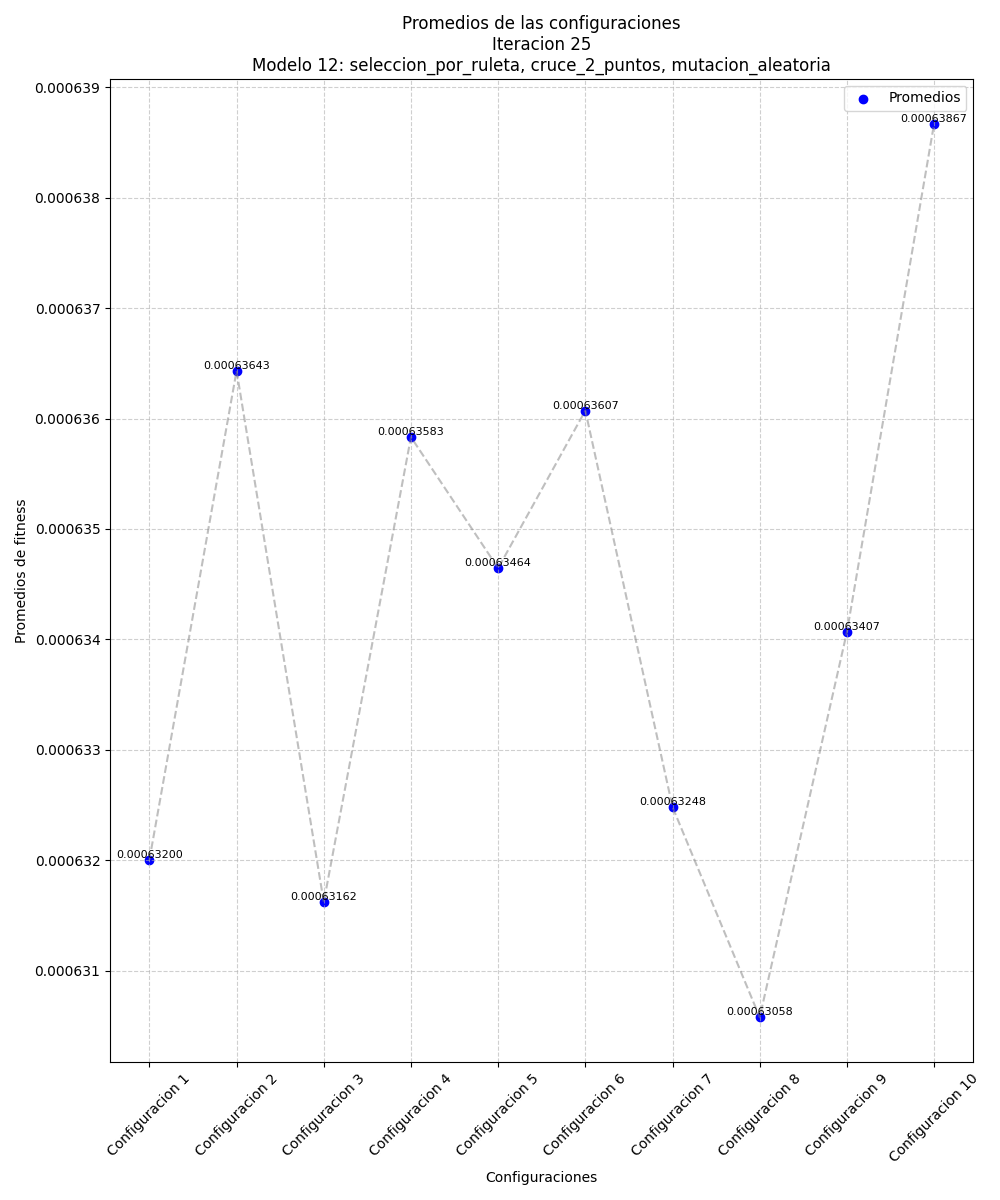 Promedios de las configuraciones
Iteracion 25
Modelo 12: seleccion_por_ruleta, cruce_2_puntos, mutacion_aleatoria
Promedios
0.000639
0.000638
0.000637
0.000636
0.000635
0.000634
0.000633
0.000632
0.000631
Promedios de fitness
0.00063200
0.00063643
0.00063162
0.00063583
0.00063464
0.00063607
0.00063248
0.00063058
0.00063407
0.00063867
Configuracion 1
Configuracion 2
Configuracion 3
Configuracion 4
Configuracion 5
Configuracion 6
Configuracion 7
Configuracion 8
Configuracion 9
Configuracion 10
Configuraciones